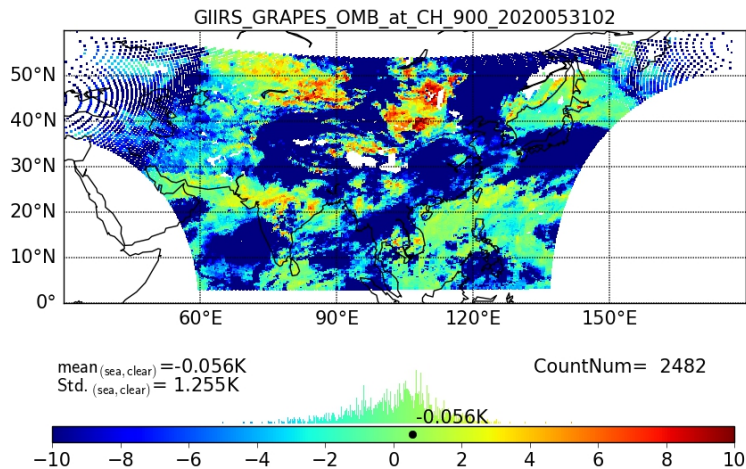 GIIRS_GRAPES_OMB_at_CH_900_2020053102
50°N
40°N
30°N
20°N
10°N
0°
60°E 90°E 120°E 150°E
mean(sea,clear)=-0.056K CountNum= 2482
Std. (sea,clear)= 1.255K
-0.056K
−10 −8 −6 −4 −2 0 2 4 6 8 10